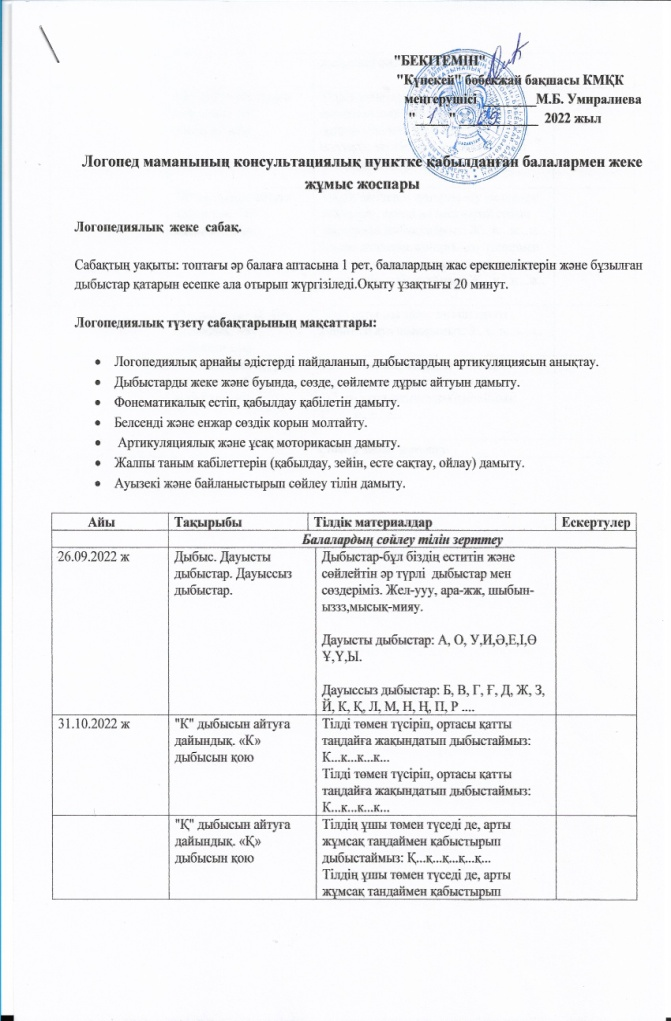 "БЕКІТЕМІН"
"Күнекей" бөбекжай бақшасы КМҚК
меңгерушісі _________М.Б. Умиралиева
"__1__" __09__ 2022 жыл
Логопед маманының консультациялық пунктке қабылданған балалармен жеке
жұмыс жоспары
Логопедиялық жеке сабақ.
Сабақтың уақыты: топтағы әр балаға аптасына 1 рет, балалардың жас ерекшеліктерін және бұзылған
дыбыстар қатарын есепке ала отырып жүргізіледі.Оқыту ұзақтығы 20 минут.
Логопедиялық түзету сабақтарының мақсаттары:
• Логопедиялық арнайы әдістерді пайдаланып, дыбыстардың артикуляциясын анықтау.
• Дыбыстарды жеке және буында, сөзде, сөйлемте дұрыс айтуын дамыту.
• Фонематикалық естіп, қабылдау қабілетін дамыту.
• Белсенді және енжар сөздік корын молтайту.
• Артикуляциялық және ұсақ моторикасын дамыту.
• Жалпы таным кабілеттерін (қабылдау, зейін, есте сақтау, ойлау) дамыту.
• Ауызекі және байланыстырып сөйлеу тілін дамыту.
Айы Тақырыбы Тілдік материалдар Ескертулер
Балалардың сөйлеу тілін зерттеу
26.09.2022 ж
Дыбыс. Дауысты
дыбыстар. Дауыссыз
дыбыстар.
Дыбыстар-бұл біздің еститін және
сөйлейтін әр түрлі дыбыстар мен
сөздеріміз. Жел-ууу, ара-жж, шыбын-
ыззз,мысық-мияу.
Дауысты дыбыстар: А, О, У,И,Ә,Е,І,Ө
Ұ,Ү,Ы.
Дауыссыз дыбыстар: Б, В, Г, Ғ, Д, Ж, З,
Й, К, Қ, Л, М, Н, Ң, П, Р ....
31.10.2022 ж
"К" дыбысын айтуға
дайындық. «К»
дыбысын қою
Тілді төмен түсіріп, ортасы қатты
таңдайға жақындатып дыбыстаймыз:
К...к...к...к...
Тілді төмен түсіріп, ортасы қатты
таңдайға жақындатып дыбыстаймыз:
К...к...к...к...
"Қ" дыбысын айтуға
дайындық. «Қ»
дыбысын қою
Тілдің ұшы төмен түседі де, арты
жұмсақ таңдаймен қабыстырып
дыбыстаймыз: Қ...қ...қ...қ...қ...
Тілдің ұшы төмен түседі де, арты
жұмсақ тандаймен қабыстырып